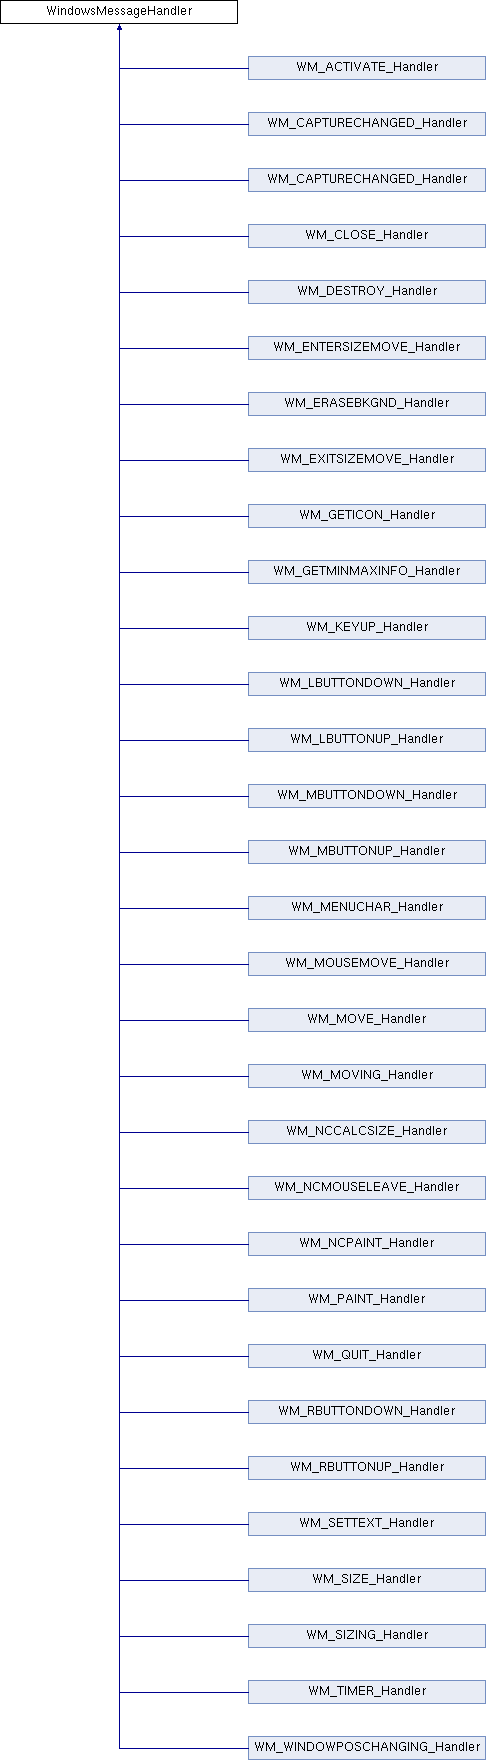 WindowsMessageHandler
WM_ACTIVATE_Handler
WM_CAPTURECHANGED_Handler
WM_CAPTURECHANGED_Handler
WM_CLOSE_Handler
WM_DESTROY_Handler
WM_ENTERSIZEMOVE_Handler
WM_ERASEBKGND_Handler
WM_EXITSIZEMOVE_Handler
WM_GETICON_Handler
WM_GETMINMAXINFO_Handler
WM_KEYUP_Handler
WM_LBUTTONDOWN_Handler
WM_LBUTTONUP_Handler
WM_MBUTTONDOWN_Handler
WM_MBUTTONUP_Handler
WM_MENUCHAR_Handler
WM_MOUSEMOVE_Handler
WM_MOVE_Handler
WM_MOVING_Handler
WM_NCCALCSIZE_Handler
WM_NCMOUSELEAVE_Handler
WM_NCPAINT_Handler
WM_PAINT_Handler
WM_QUIT_Handler
WM_RBUTTONDOWN_Handler
WM_RBUTTONUP_Handler
WM_SETTEXT_Handler
WM_SIZE_Handler
WM_SIZING_Handler
WM_TIMER_Handler
WM_WINDOWPOSCHANGING_Handler